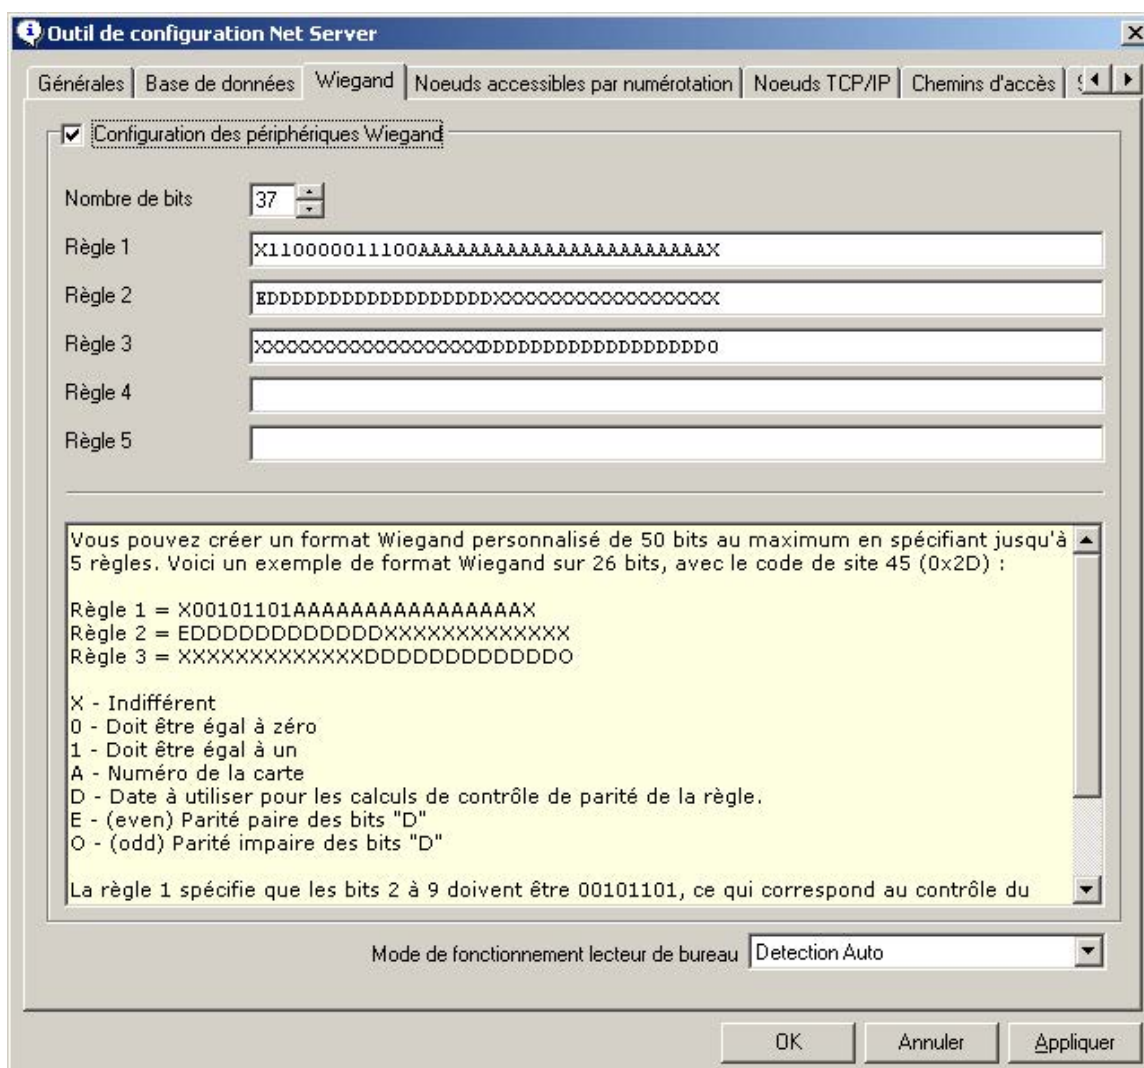 Outil de configuration Net Server
Générales Base de données Wiegand Noeuds accessibles par numérotation Noeuds TCP/IP Chemins d'accès
Configuration des périphériques Wiegand
Nombre de bits 37
Règle 1 X110000011100AAAAAAAAAAAAAAAAAAAAAAAX
Règle 2 EDDDDDDDDDDDDDDDDDDXXXXXXXXXXXXXXXXXX
Règle 3 XXXXXXXXXXXXXXXXXXDDDDDDDDDDDDDDDDDDO
Règle 4
Règle 5
Vous pouvez créer un format Wiegand personnalisé de 50 bits au maximum en spécifiant jusqu'à
5 règles. Voici un exemple de format Wiegand sur 26 bits, avec le code de site 45 (0x2D) :
Règle 1 = X00101101AAAAAAAAAAAAAAAAX
Règle 2 = EDDDDDDDDDDDDXXXXXXXXXXXXX
Règle 3 = XXXXXXXXXXXXXDDDDDDDDDDDDO
X - Indifférent
0 - Doit être égal à zéro
1 - Doit être égal à un
A - Numéro de la carte
D - Date à utiliser pour les calculs de contrôle de parité de la règle.
E - (even) Parité paire des bits "D"
O - (odd) Parité impaire des bits "D"
La règle 1 spécifie que les bits 2 à 9 doivent être 00101101, ce qui correspond au contrôle du
Mode de fonctionnement lecteur de bureau Detection Auto
OK Annuler Appliquer